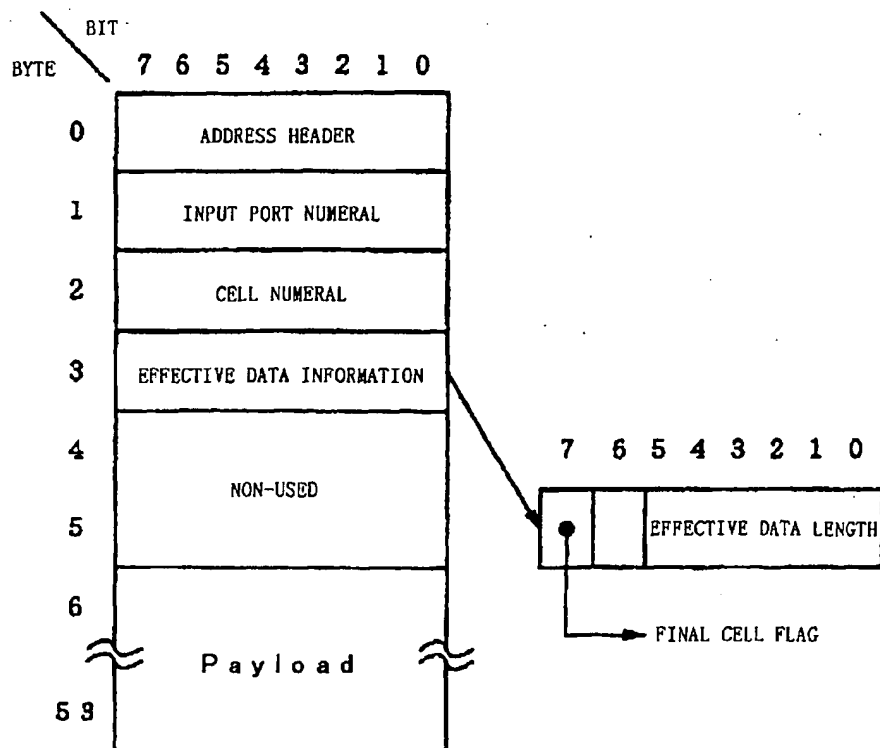 BIT
BYTE
7 6 5 4 3 2 1 0
0 ADDRESS HEADER
1 INPUT PORT NUMERAL
2 CELL NUMERAL
3 EFFECTIVE DATA INFORMATION
4
NON-USED
5
6
Payload
53
7 6 5 4 3 2 1 0
EFFECTIVE DATA LENGTH
FINAL CELL FLAG